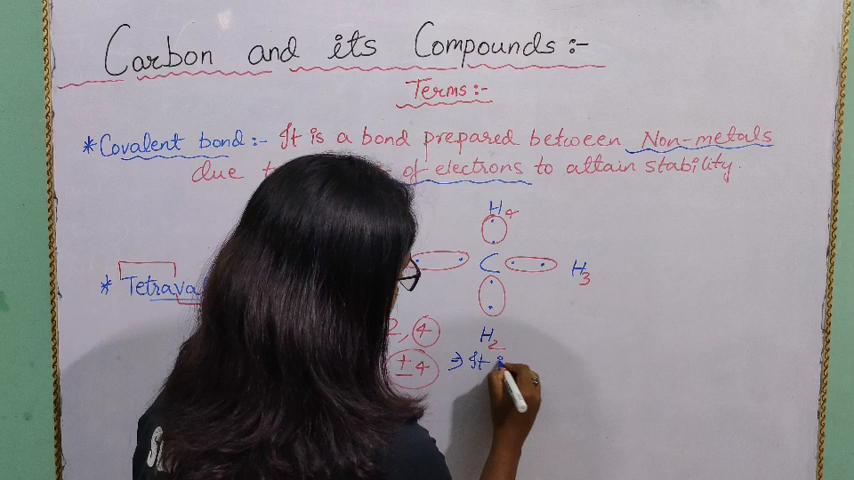 Carbon and its Compounds:-
Terms:-
*Covalent bond:- It is a bond prepared between Non-metals
due of electrons to attain stability.
H4
C H3
* Tetrava
2, 4
H2
±4 ⇒ It i